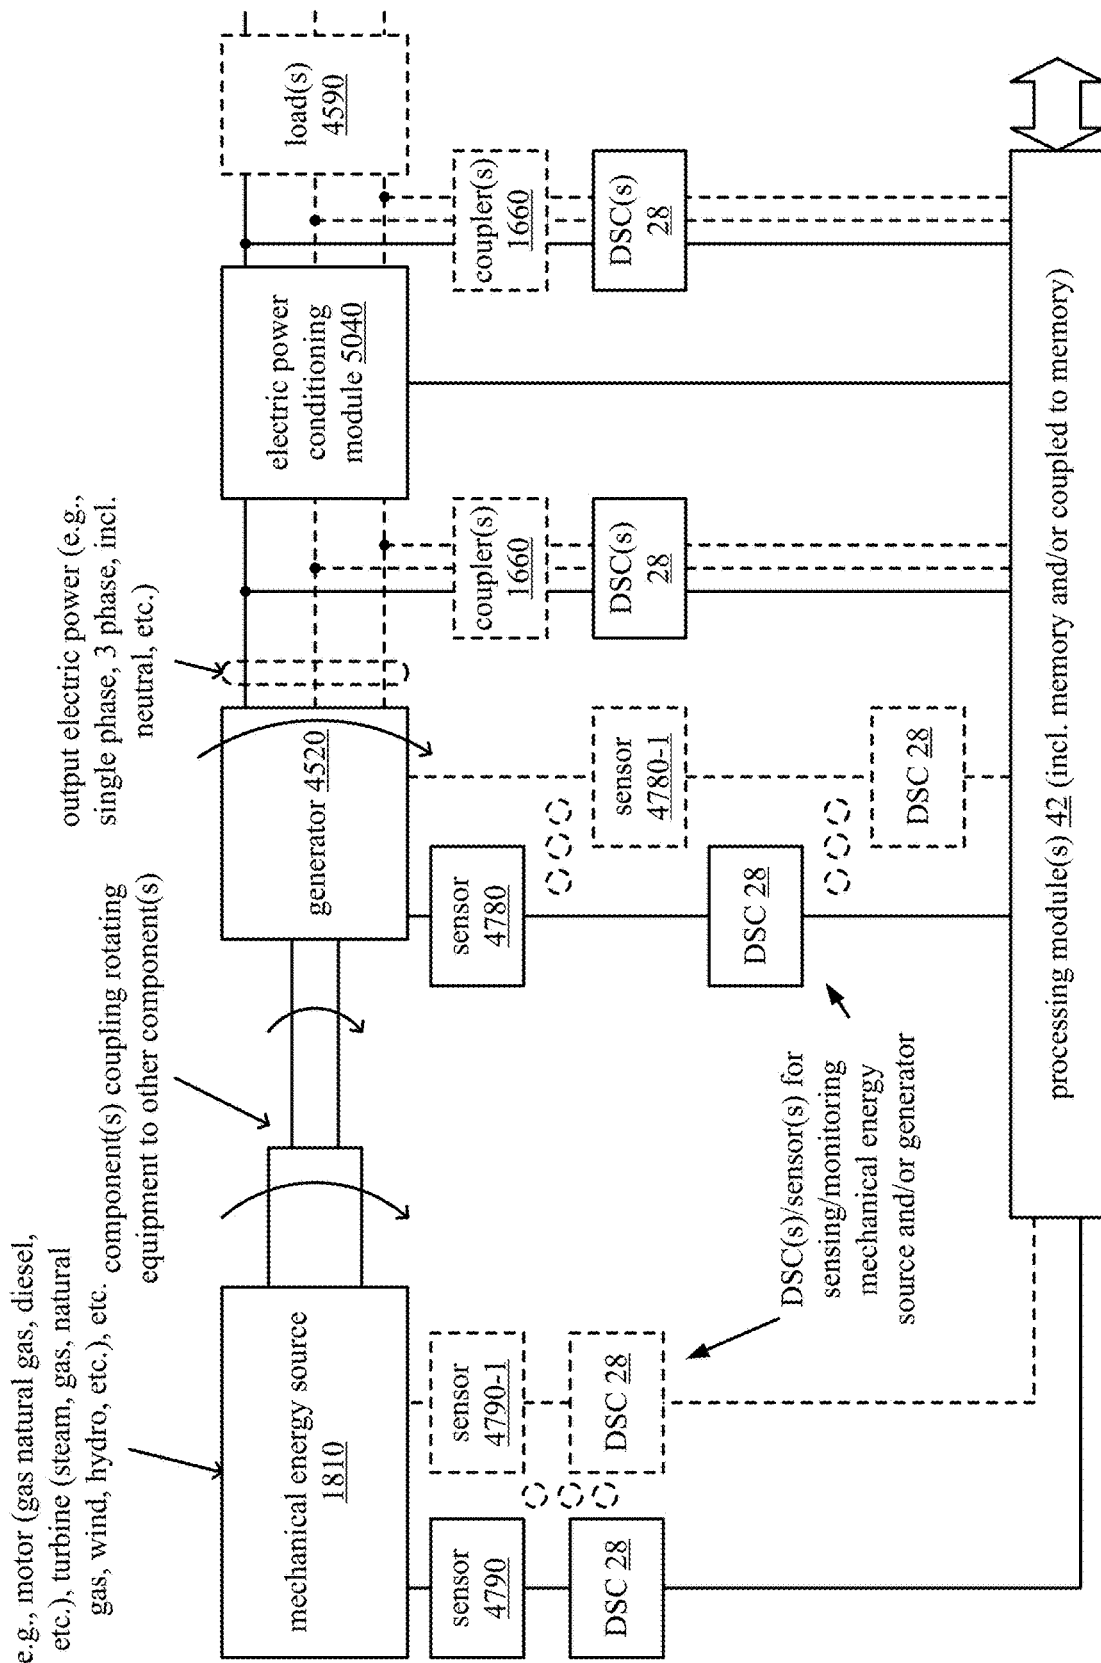 e.g., motor (gas natural gas, diesel,
etc.), turbine (steam, gas, natural
gas, wind, hydro, etc.), etc.
component(s) coupling rotating
equipment to other component(s)
output electric power (e.g.,
single phase, 3 phase, incl.
neutral, etc.)
mechanical energy source
1810
generator 4520
electric power
conditioning
module 5040
load(s)
4590
sensor
4790
sensor
4790-1
sensor
4780
sensor
4780-1
coupler(s)
1660
coupler(s)
1660
DSC 28
DSC 28
DSC 28
DSC 28
DSC(s)
28
DSC(s)
28
DSC(s)/sensor(s) for
sensing/monitoring
mechanical energy
source and/or generator
processing module(s) 42 (incl. memory and/or coupled to memory)